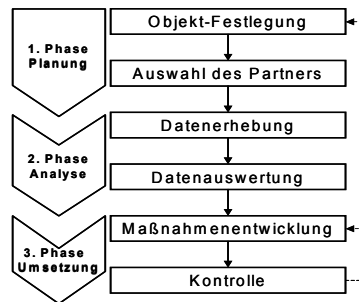 Objekt-Festlegung
1. Phase
Planung
Auswahl des Partners
Datenerhebung
2. Phase
Analyse
Datenauswertung
Maßnahmenentwicklung
3. Phase
Umsetzung
Kontrolle